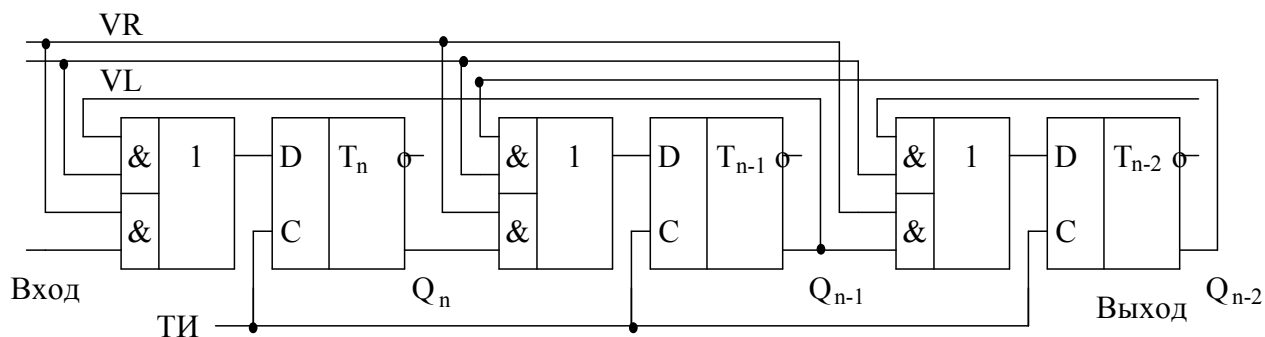 VR
VL
& 1 D Tn & 1 D Tn-1 & 1 D Tn-2
& C & C & C
Вход Qn Qn-1 Выход Qn-2
ТИ